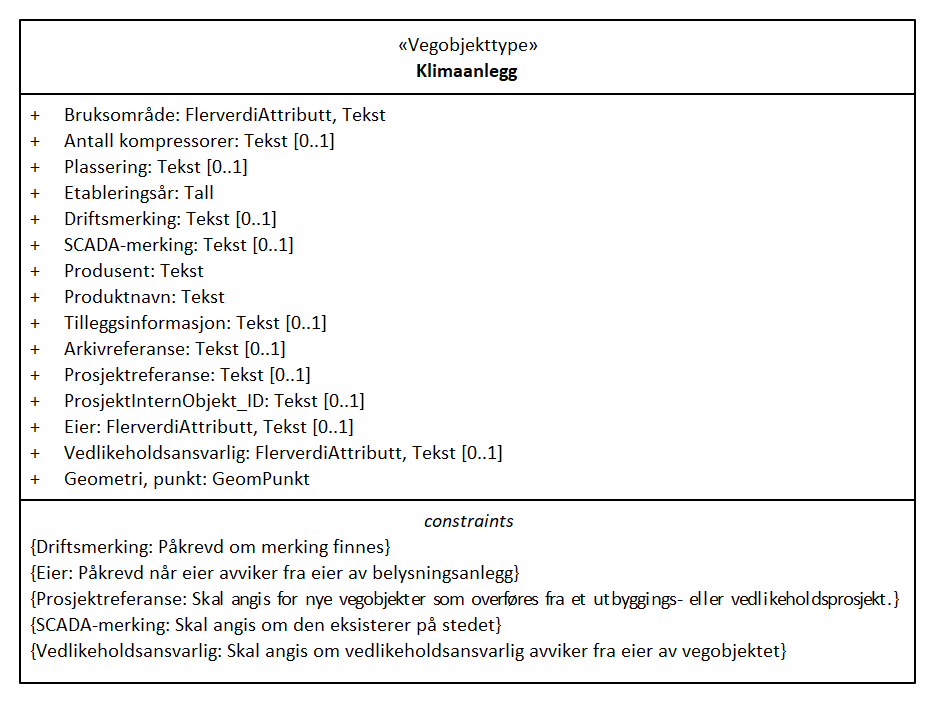 «Vegobjekttype»
Klimaanlegg
+ Bruksområde: FlerverdiAttributt, Tekst
+ Antall kompressorer: Tekst [0..1]
+ Plassering: Tekst [0..1]
+ Etableringsår: Tall
+ Driftsmerking: Tekst [0..1]
+ SCADA-merking: Tekst [0..1]
+ Produsent: Tekst
+ Produktnavn: Tekst
+ Tilleggsinformasjon: Tekst [0..1]
+ Arkivreferanse: Tekst [0..1]
+ Prosjektreferanse: Tekst [0..1]
+ ProsjektInternObjekt_ID: Tekst [0..1]
+ Eier: FlerverdiAttributt, Tekst [0..1]
+ Vedlikeholdsansvarlig: FlerverdiAttributt, Tekst [0..1]
+ Geometri, punkt: GeomPunkt
constraints
{Driftsmerking: Påkrevd om merking finnes}
{Eier: Påkrevd når eier avviker fra eier av belysningsanlegg}
{Prosjektreferanse: Skal angis for nye vegobjekter som overføres fra et utbyggings- eller vedlikeholdsprosjekt.}
{SCADA-merking: Skal angis om den eksisterer på stedet}
{Vedlikeholdsansvarlig: Skal angis om vedlikeholdsansvarlig avviker fra eier av vegobjektet}